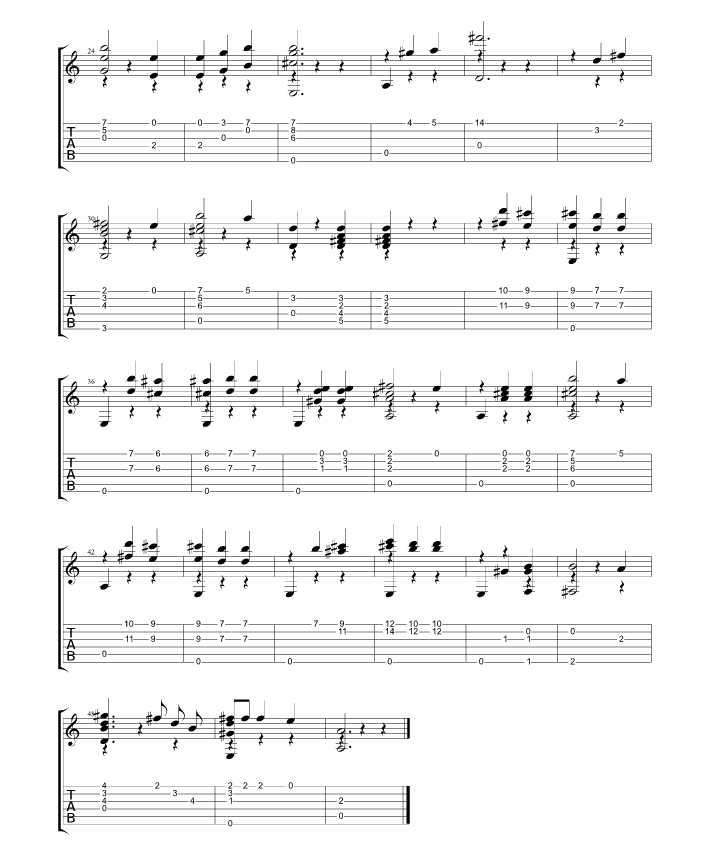 24
7 0 0 3 7 7 4 5 14 2
T 5 0 8 3
A 0 0 6 0
2 2
B 0
0
30
2 0 7 5 10 9 9 7 7
T 3 5 3 3 3
A 4 6 2 2 11 9 9 7 7
0 4 4
B 0 5 5
3 0
36
7 6 6 7 7 0 0 2 0 0 0 7 5
T 3 3 2 2 2 5
A 7 6 6 7 7 1 1 2 2 2 6
B 0 0 0
0 0 0
42
10 9 9 7 7 7 9 12 10 10
T 11 14 12 12 0 0
A 11 9 9 7 7 1 1 2
B 0
0 0 0 0 1 2
4 2 2 2 2 0
T 3 3 3
A 4 4 1 2
0
B 0
0